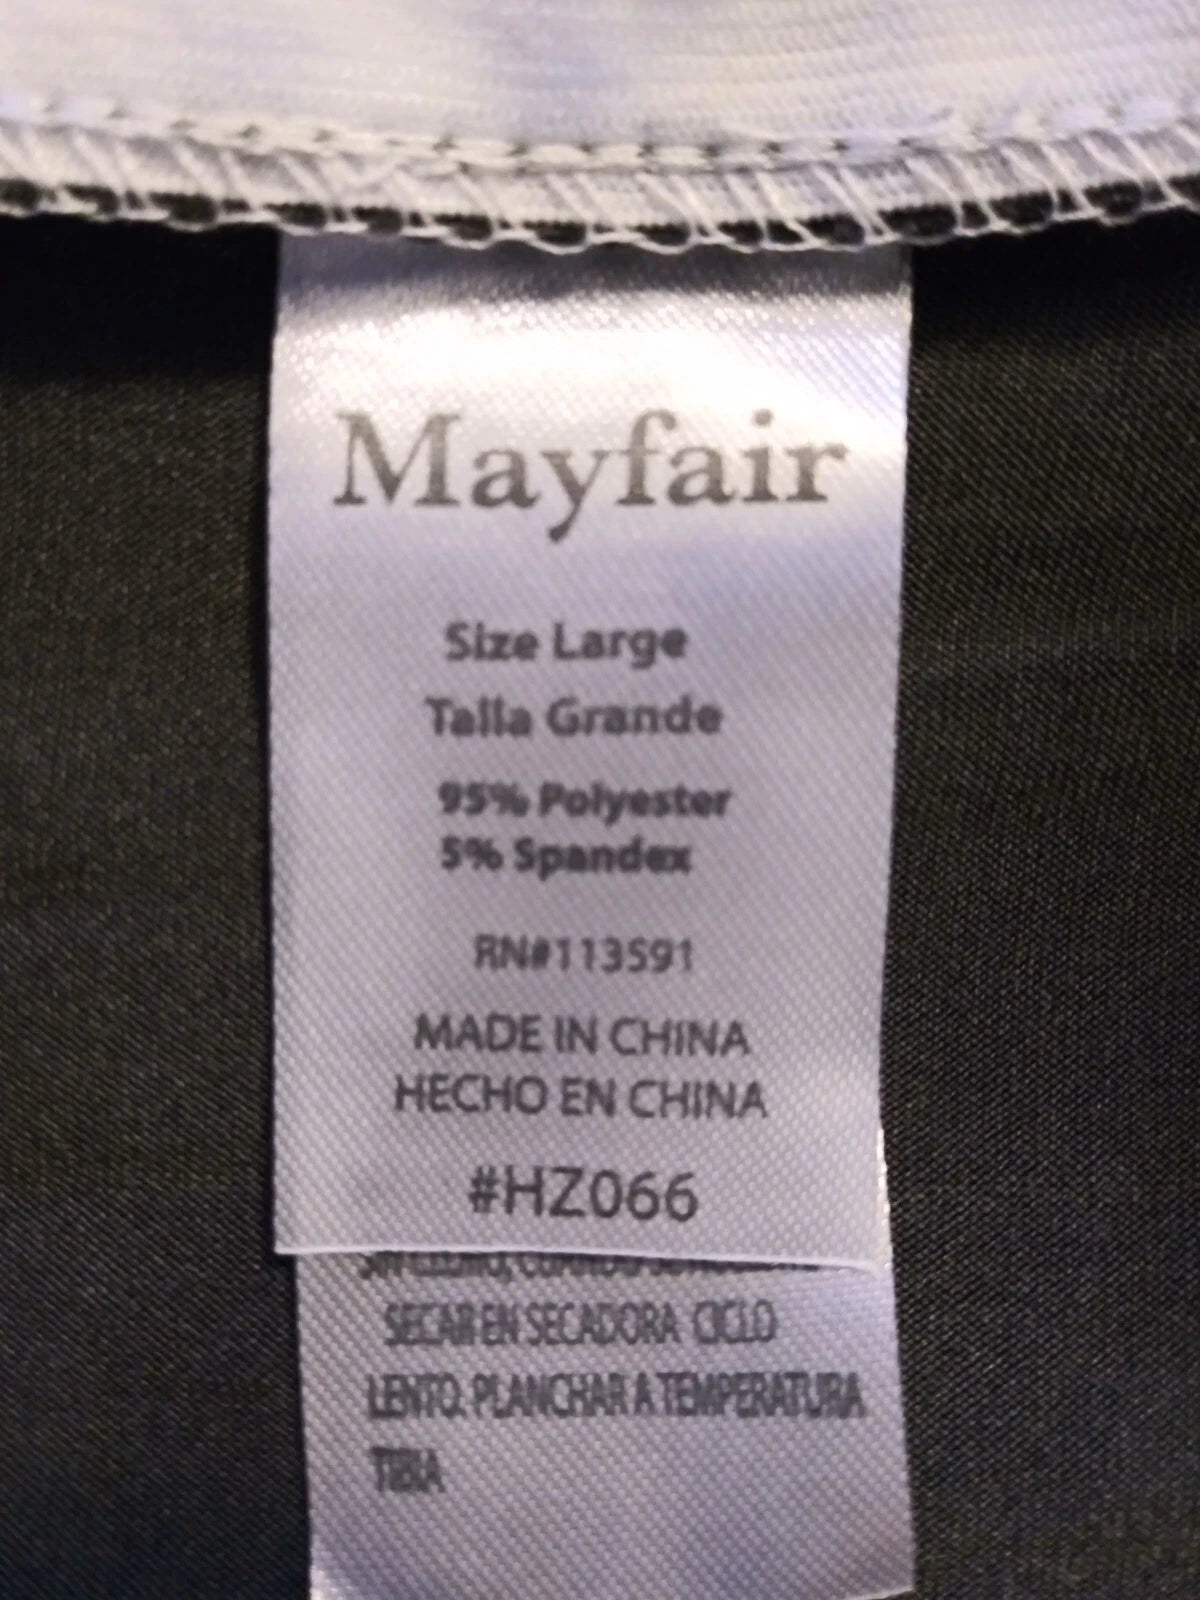 Mayfair
Size Large
Talla Grande
95% Polyester
5% Spandex
RN#113591
MADE IN CHINA
HECHO EN CHINA
#HZ066
SECAR EN SECADORA CICLO
LENTO. PLANCHAR A TEMPERATURA
TIBIA